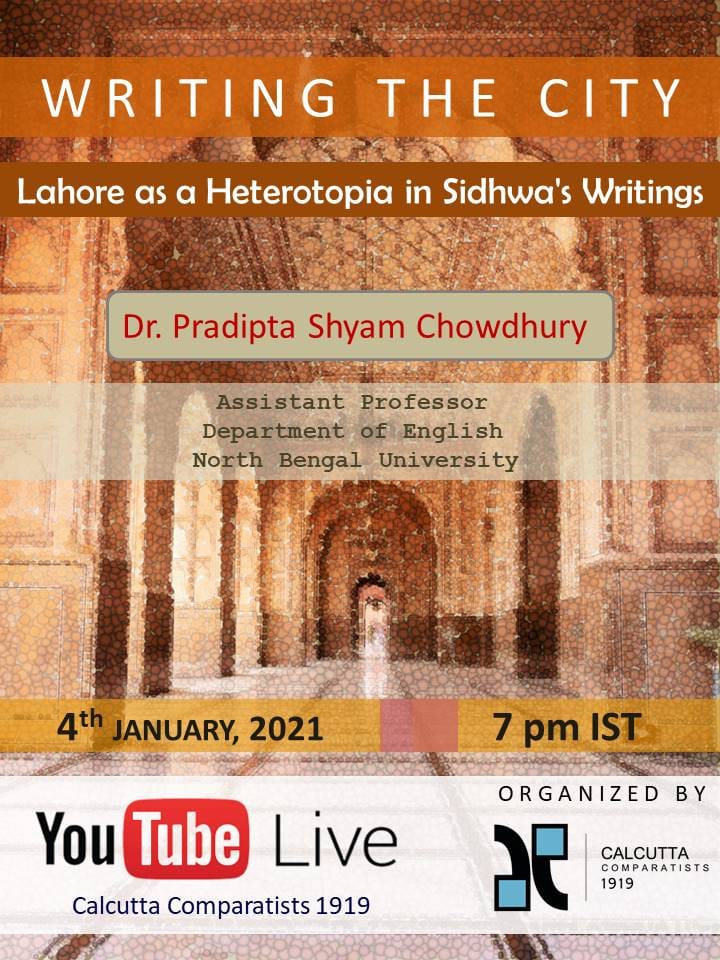 WRITING THE CITY
Lahore as a Heterotopia in Sidhwa's Writings
Dr. Pradipta Shyam Chowdhury
Assistant Professor
Department of English
North Bengal University
4th JANUARY, 2021
7 pm IST
ORGANIZED BY
YouTube Live
Calcutta Comparatists 1919
CALCUTTA
COMPARATISTS
1919